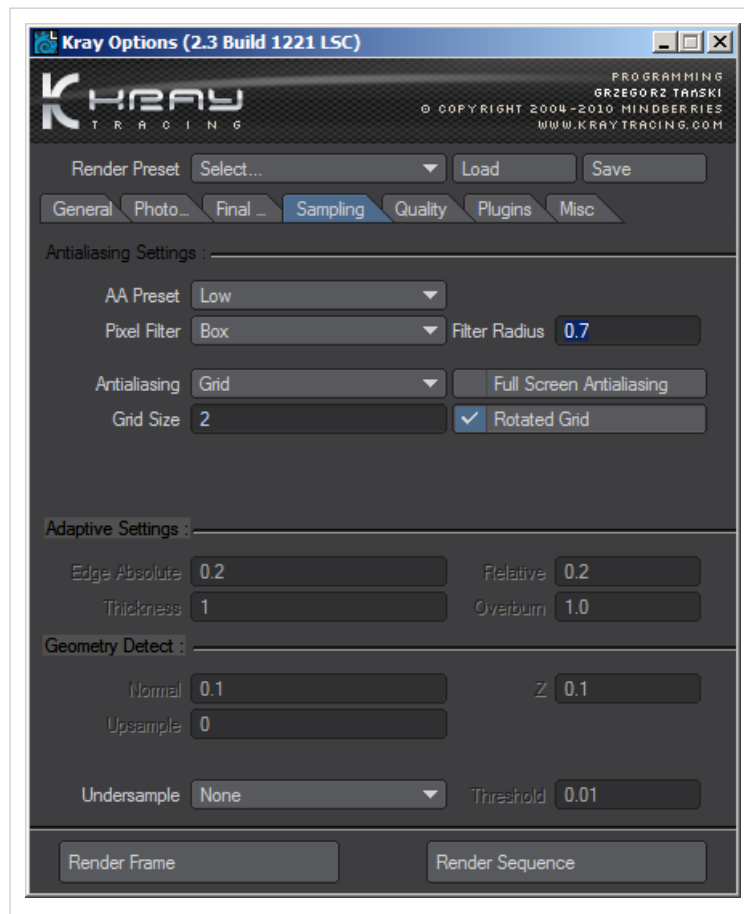 Kray Options (2.3 Build 1221 LSC)
KRAY
TRACING
PROGRAMMING
GRZEGORZ TAńSKI
© COPYRIGHT 2004-2010 MINDBERRIES
WWW.KRAYTRACING.COM
Render Preset Select... Load Save
General Photo_ Final _ Sampling Quality Plugins Misc
Antialiasing Settings :
AA Preset Low
Pixel Filter Box Filter Radius 0.7
Antialiasing Grid Full Screen Antialiasing
Grid Size 2 Rotated Grid
Adaptive Settings :
Edge Absolute 0.2 Relative 0.2
Thickness 1 Overburn 1.0
Geometry Detect :
Normal 0.1 Z 0.1
Upsample 0
Undersample None Threshold 0.01
Render Frame Render Sequence